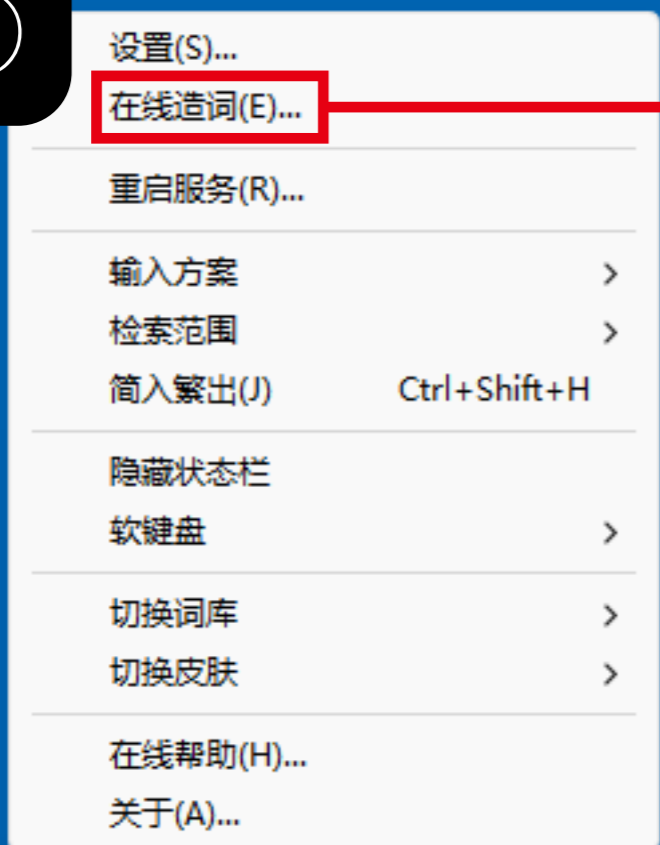 设置(S)...
在线造词(E)...
重启服务(R)...
输入方案
检索范围
简入繁出(J) Ctrl+Shift+H
隐藏状态栏
软键盘
切换词库
切换皮肤
在线帮助(H)...
关于(A)...